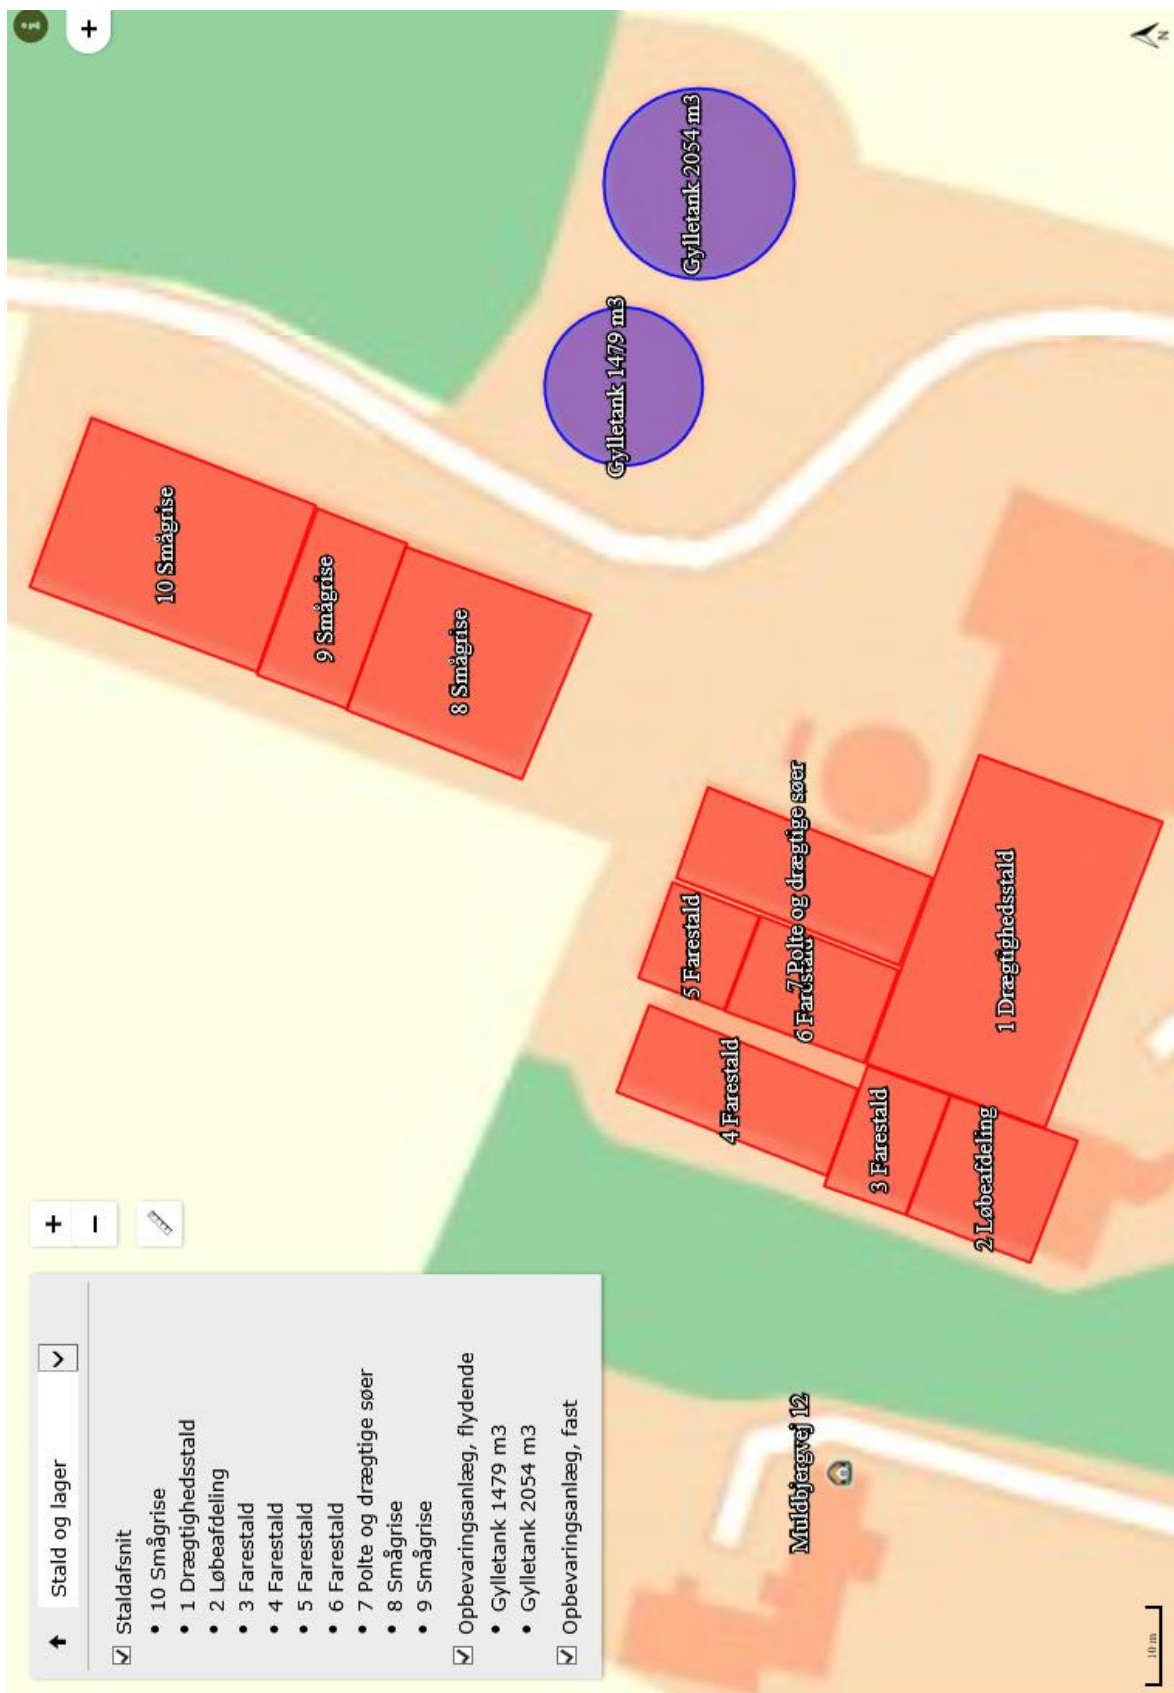 Stald og lager
Staldafsnit
• 10 Smågrise
• 1 Drægtighedsstald
• 2 Løbeafdeling
• 3 Farestald
• 4 Farestald
• 5 Farestald
• 6 Farestald
• 7 Polte og drægtige søer
• 8 Smågrise
• 9 Smågrise
Opbevaringsanlæg, flydende
• Gylletank 1479 m3
• Gylletank 2054 m3
Opbevaringsanlæg, fast
+
−
+
i
10 Smågrise
9 Smågrise
8 Smågrise
Gylletank 1479 m3
Gylletank 2054 m3
5 Farestald
4 Farestald
7 Polte og drægtige søer
6 Farestald
3 Farestald
2 Løbeafdeling
1 Drægtighedsstald
Muldbjergvej 12
10 m
N